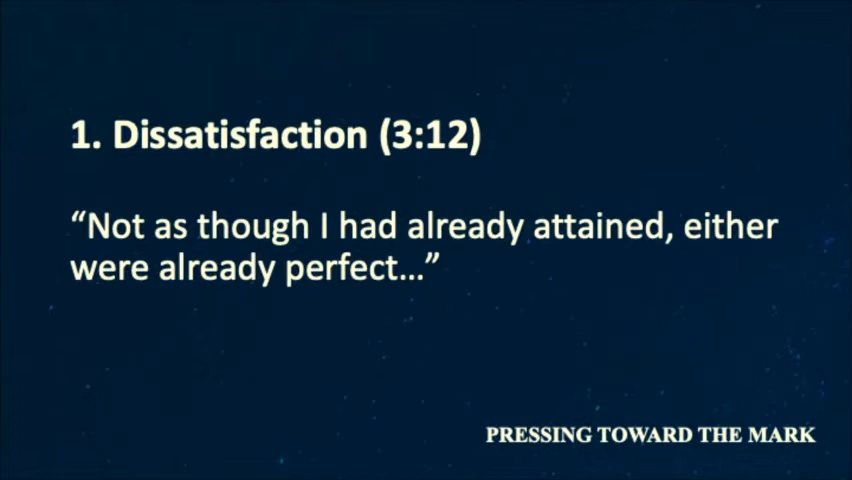 1. Dissatisfaction (3:12)
“Not as though I had already attained, either
were already perfect…”
PRESSING TOWARD THE MARK